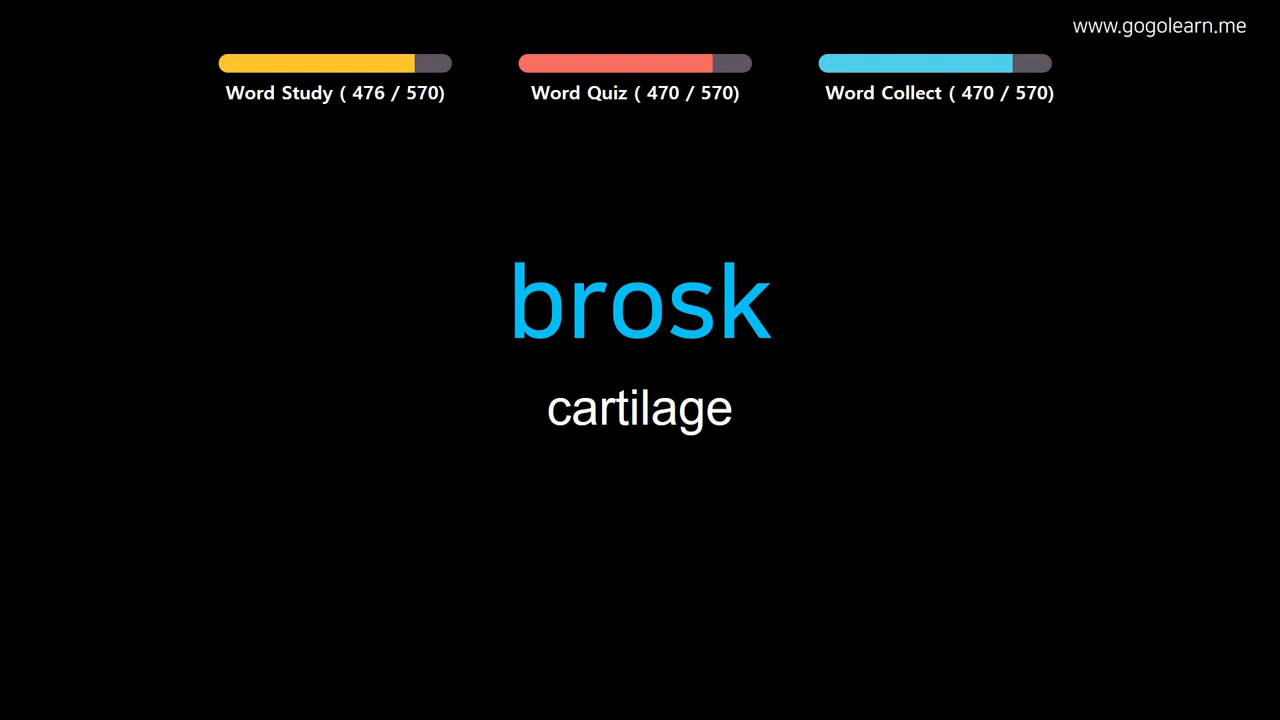 www.gogolearn.me
Word Study ( 476 / 570)
Word Quiz ( 470 / 570)
Word Collect ( 470 / 570)
brosk
cartilage